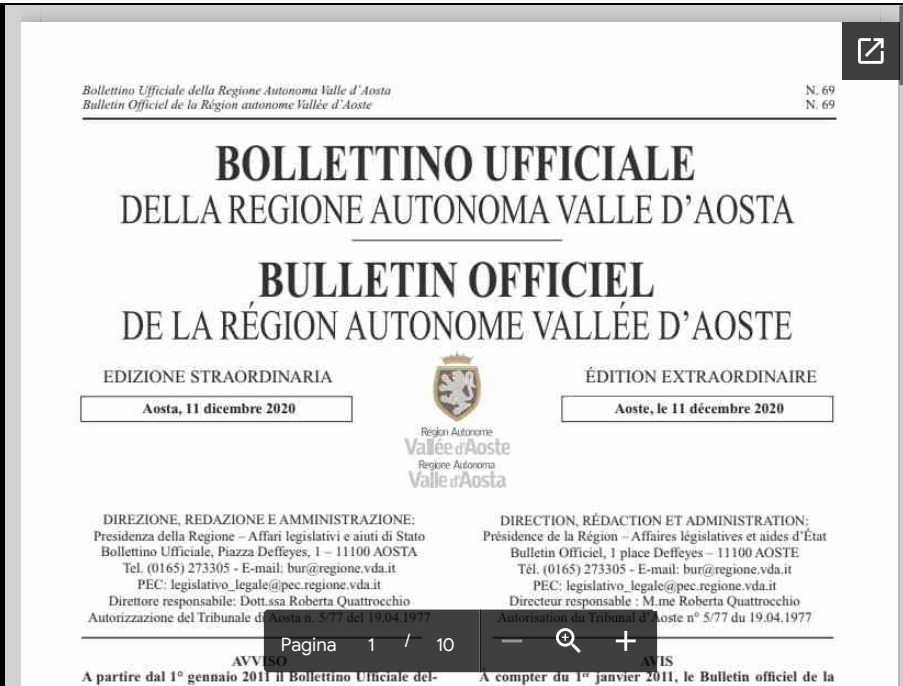 Bollettino Ufficiale della Regione Autonoma Valle d'Aosta N. 69
Bulletin Officiel de la Région autonome Vallée d'Aoste N. 69
BOLLETTINO UFFICIALE
DELLA REGIONE AUTONOMA VALLE D'AOSTA
BULLETIN OFFICIEL
DE LA RÉGION AUTONOME VALLÉE D'AOSTE
EDIZIONE STRAORDINARIA
Aosta, 11 dicembre 2020
ÉDITION EXTRAORDINAIRE
Aoste, le 11 décembre 2020
Région Autonome
Vallée d'Aoste
Regione Autonoma
Valle d'Aosta
DIREZIONE, REDAZIONE E AMMINISTRAZIONE:
Presidenza della Regione – Affari legislativi e aiuti di Stato
Bollettino Ufficiale, Piazza Deffeyes, 1 – 11100 AOSTA
Tel. (0165) 273305 - E-mail: bur@regione.vda.it
PEC: legislativo_legale@pec.regione.vda.it
Direttore responsabile: Dott.ssa Roberta Quattrocchio
Autorizzazione del Tribunale di Aosta n. 5/77 del 19.04.1977
DIRECTION, RÉDACTION ET ADMINISTRATION:
Présidence de la Région – Affaires législatives et aides d'État
Bulletin Officiel, 1 place Deffeyes – 11100 AOSTE
Tél. (0165) 273305 - E-mail: bur@regione.vda.it
PEC: legislativo_legale@pec.regione.vda.it
Directeur responsable : M.me Roberta Quattrocchio
Autorisation du Tribunal d'Aoste n° 5/77 du 19.04.1977
AVVISO
A partire dal 1° gennaio 2011 il Bollettino Ufficiale del-
AVIS
À compter du 1er janvier 2011, le Bulletin officiel de la
Pagina 1 / 10